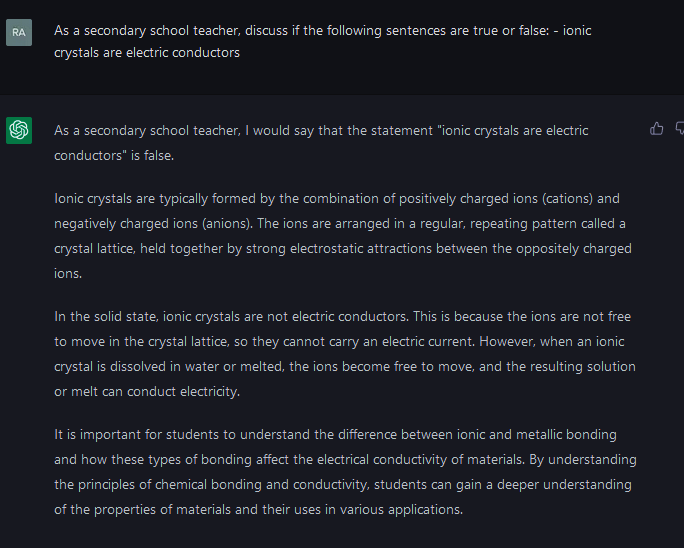 RA
As a secondary school teacher, discuss if the following sentences are true or false: - ionic
crystals are electric conductors
As a secondary school teacher, I would say that the statement "ionic crystals are electric
conductors" is false.
Ionic crystals are typically formed by the combination of positively charged ions (cations) and
negatively charged ions (anions). The ions are arranged in a regular, repeating pattern called a
crystal lattice, held together by strong electrostatic attractions between the oppositely charged
ions.
In the solid state, ionic crystals are not electric conductors. This is because the ions are not free
to move in the crystal lattice, so they cannot carry an electric current. However, when an ionic
crystal is dissolved in water or melted, the ions become free to move, and the resulting solution
or melt can conduct electricity.
It is important for students to understand the difference between ionic and metallic bonding
and how these types of bonding affect the electrical conductivity of materials. By understanding
the principles of chemical bonding and conductivity, students can gain a deeper understanding
of the properties of materials and their uses in various applications.